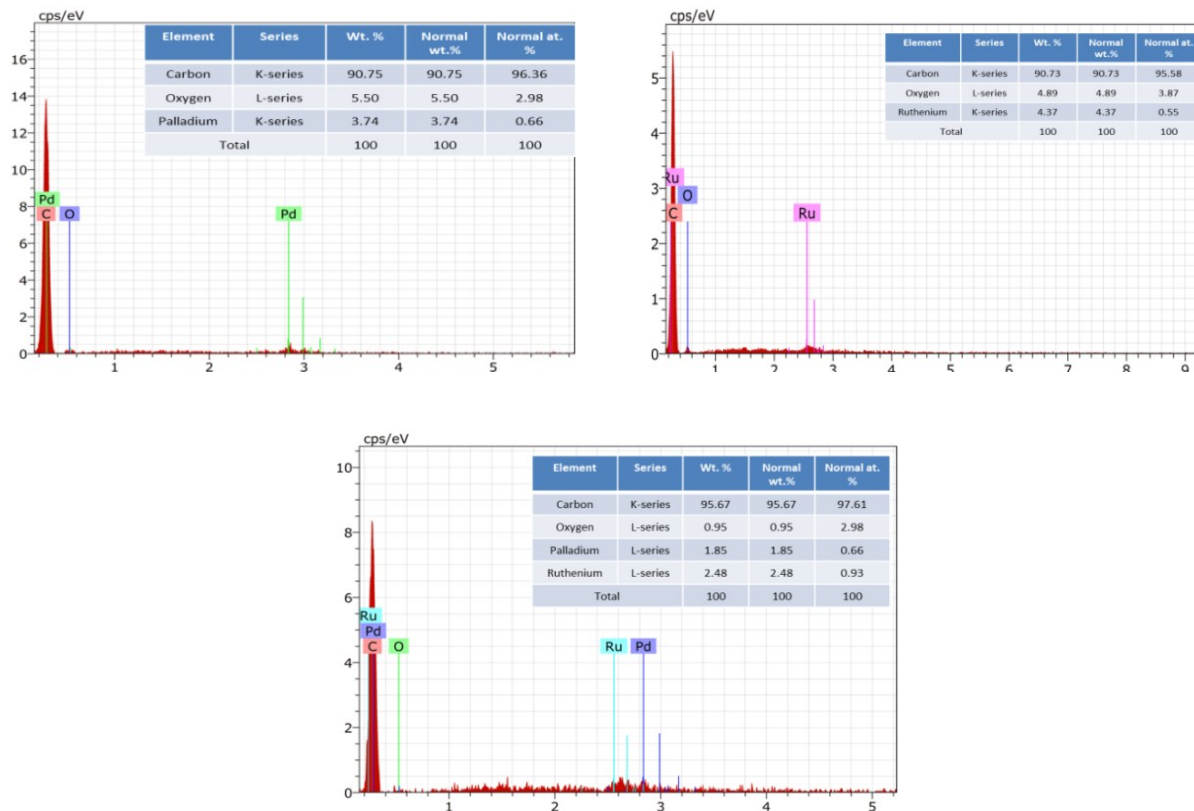 cps/eV
Element Series Wt. % Normal wt.% Normal at. %
Carbon K-series 90.75 90.75 96.36
Oxygen L-series 5.50 5.50 2.98
Palladium K-series 3.74 3.74 0.66
Total 100 100 100
16
14
12
10
8
6
4
2
0
Pd
C O Pd
1 2 3 4 5
cps/eV
Element Series Wt. % Normal wt.% Normal at. %
Carbon K-series 90.73 90.73 95.58
Oxygen L-series 4.89 4.89 3.87
Ruthenium K-series 4.37 4.37 0.55
Total 100 100 100
5
4
3
2
1
0
Ru
O
C Ru
1 2 3 4 5 6 7 8 9
cps/eV
Element Series Wt. % Normal wt.% Normal at. %
Carbon K-series 95.67 95.67 97.61
Oxygen L-series 0.95 0.95 2.98
Palladium L-series 1.85 1.85 0.66
Ruthenium L-series 2.48 2.48 0.93
Total 100 100 100
10
8
6
4
2
0
Ru
Pd
C O Ru Pd
1 2 3 4 5